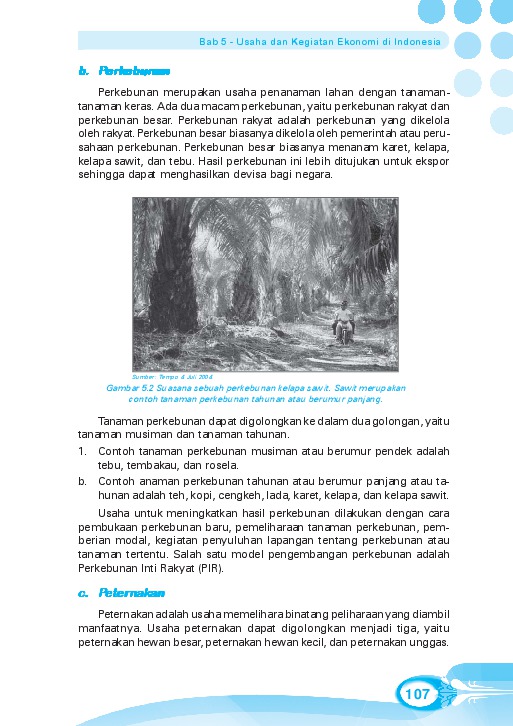 Bab 5 - Usaha dan Kegiatan Ekonomi di Indonesia
b. Perkebunan
Perkebunan merupakan usaha penanaman lahan dengan tanaman-
tanaman keras. Ada dua macam perkebunan, yaitu perkebunan rakyat dan
perkebunan besar. Perkebunan rakyat adalah perkebunan yang dikelola
oleh rakyat. Perkebunan besar biasanya dikelola oleh pemerintah atau peru-
sahaan perkebunan. Perkebunan besar biasanya menanam karet, kelapa,
kelapa sawit, dan tebu. Hasil perkebunan ini lebih ditujukan untuk ekspor
sehingga dapat menghasilkan devisa bagi negara.
Sumber: Tempo 4 Juli 2004
Gambar 5.2 Suasana sebuah perkebunan kelapa sawit. Sawit merupakan
contoh tanaman perkebunan tahunan atau berumur panjang.
Tanaman perkebunan dapat digolongkan ke dalam dua golongan, yaitu
tanaman musiman dan tanaman tahunan.
1. Contoh tanaman perkebunan musiman atau berumur pendek adalah
tebu, tembakau, dan rosela.
b. Contoh anaman perkebunan tahunan atau berumur panjang atau ta-
hunan adalah teh, kopi, cengkeh, lada, karet, kelapa, dan kelapa sawit.
Usaha untuk meningkatkan hasil perkebunan dilakukan dengan cara
pembukaan perkebunan baru, pemeliharaan tanaman perkebunan, pem-
berian modal, kegiatan penyuluhan lapangan tentang perkebunan atau
tanaman tertentu. Salah satu model pengembangan perkebunan adalah
Perkebunan Inti Rakyat (PIR).
c. Peternakan
Peternakan adalah usaha memelihara binatang peliharaan yang diambil
manfaatnya. Usaha peternakan dapat digolongkan menjadi tiga, yaitu
peternakan hewan besar, peternakan hewan kecil, dan peternakan unggas.
107